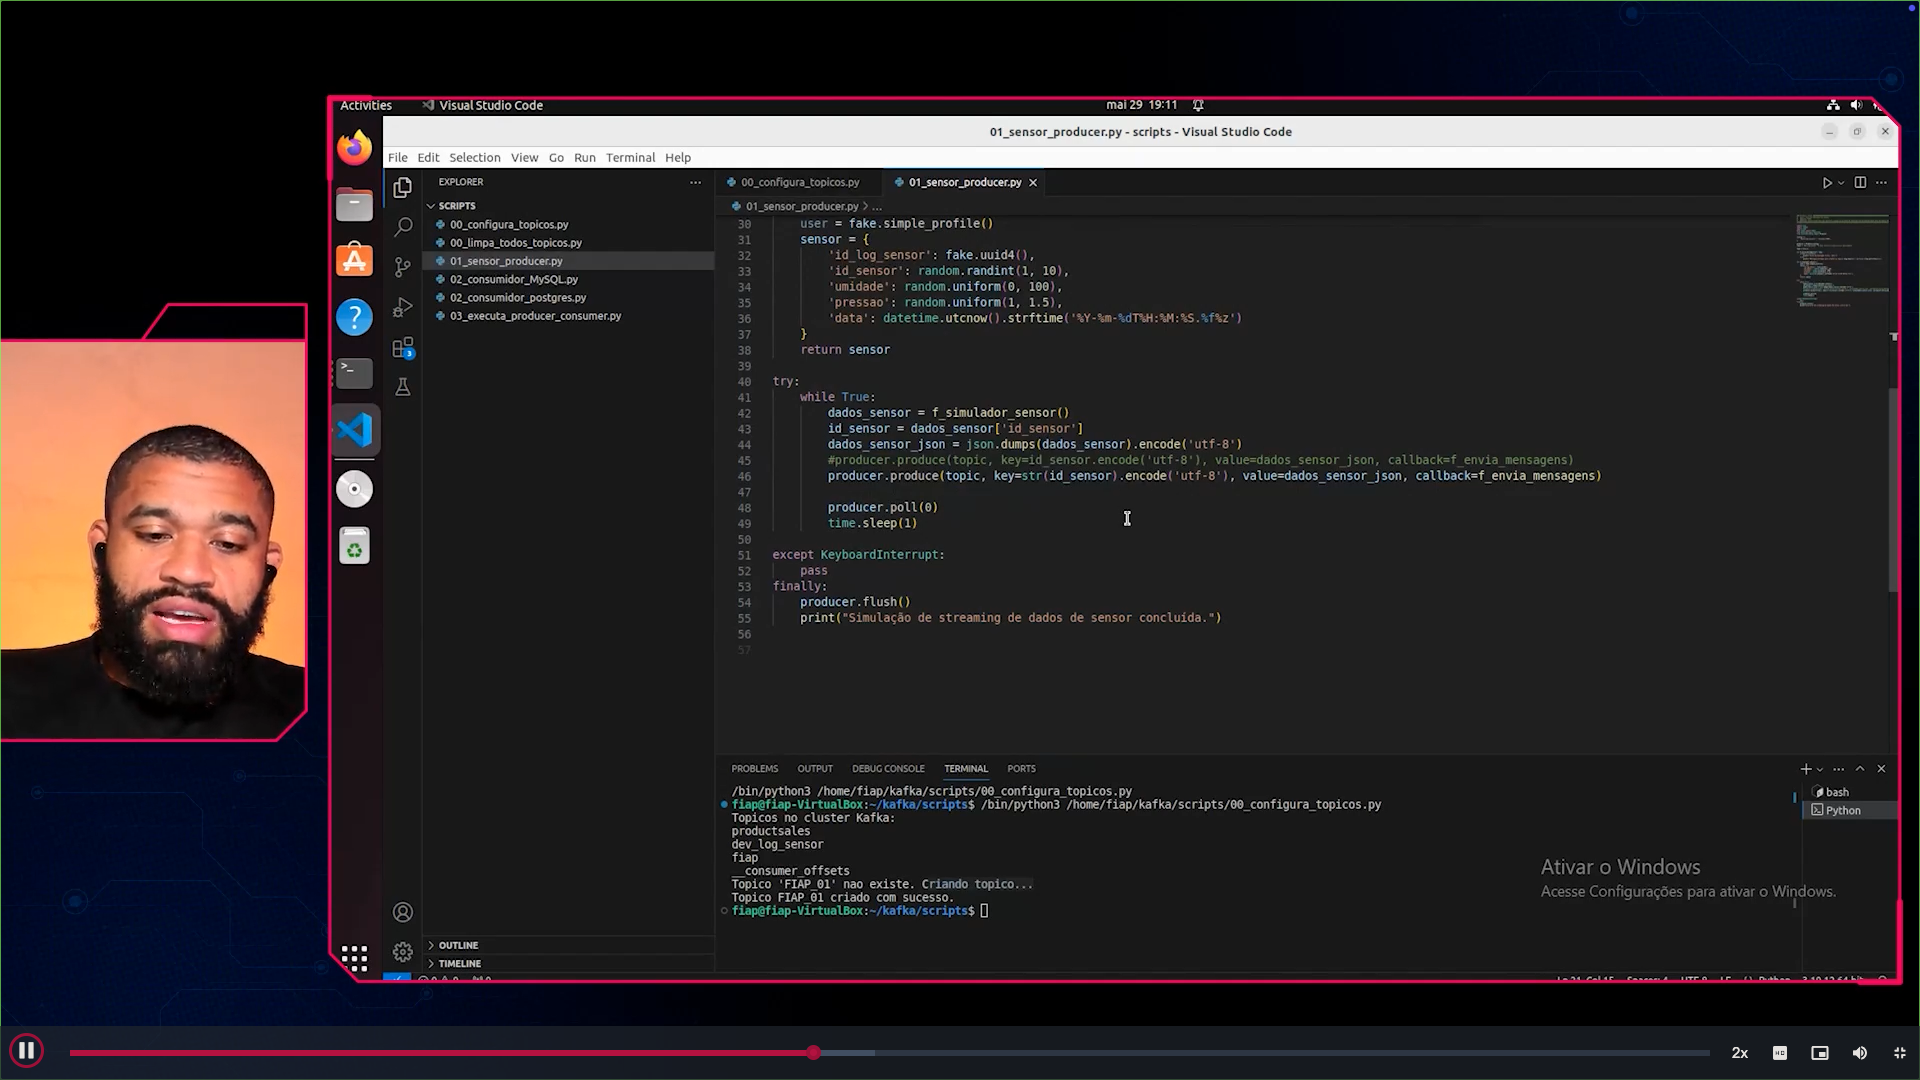 Activities
Visual Studio Code
mai 29 19:11
01_sensor_producer.py - scripts - Visual Studio Code
File Edit Selection View Go Run Terminal Help
EXPLORER
SCRIPTS
00_configura_topicos.py
00_limpa_todos_topicos.py
01_sensor_producer.py
02_consumidor_MySQL.py
02_consumidor_postgres.py
03_executa_producer_consumer.py
3
OUTLINE
TIMELINE
00_configura_topicos.py
01_sensor_producer.py
01_sensor_producer.py > ...
30 user = fake.simple_profile()
31 sensor = {
32 'id_log_sensor': fake.uuid4(),
33 'id_sensor': random.randint(1, 10),
34 'umidade': random.uniform(0, 100),
35 'pressao': random.uniform(1, 1.5),
36 'data': datetime.utcnow().strftime('%Y-%m-%dT%H:%M:%S.%f%z')
37 }
38 return sensor
39
40 try:
41 while True:
42 dados_sensor = f_simulador_sensor()
43 id_sensor = dados_sensor['id_sensor']
44 dados_sensor_json = json.dumps(dados_sensor).encode('utf-8')
45 #producer.produce(topic, key=id_sensor.encode('utf-8'), value=dados_sensor_json, callback=f_envia_mensagens)
46 producer.produce(topic, key=str(id_sensor).encode('utf-8'), value=dados_sensor_json, callback=f_envia_mensagens)
47
48 producer.poll(0)
49 time.sleep(1)
50
51 except KeyboardInterrupt:
52 pass
53 finally:
54 producer.flush()
55 print("Simulação de streaming de dados de sensor concluída.")
56
57
PROBLEMS OUTPUT DEBUG CONSOLE TERMINAL PORTS
/bin/python3 /home/fiap/kafka/scripts/00_configura_topicos.py
fiap@fiap-VirtualBox:~/kafka/scripts$ /bin/python3 /home/fiap/kafka/scripts/00_configura_topicos.py
Topicos no cluster Kafka:
productsales
dev_log_sensor
fiap
__consumer_offsets
Topico 'FIAP_01' nao existe. Criando topico...
Topico FIAP_01 criado com sucesso.
fiap@fiap-VirtualBox:~/kafka/scripts$
bash
Python
Ativar o Windows
Acesse Configurações para ativar o Windows.
2x